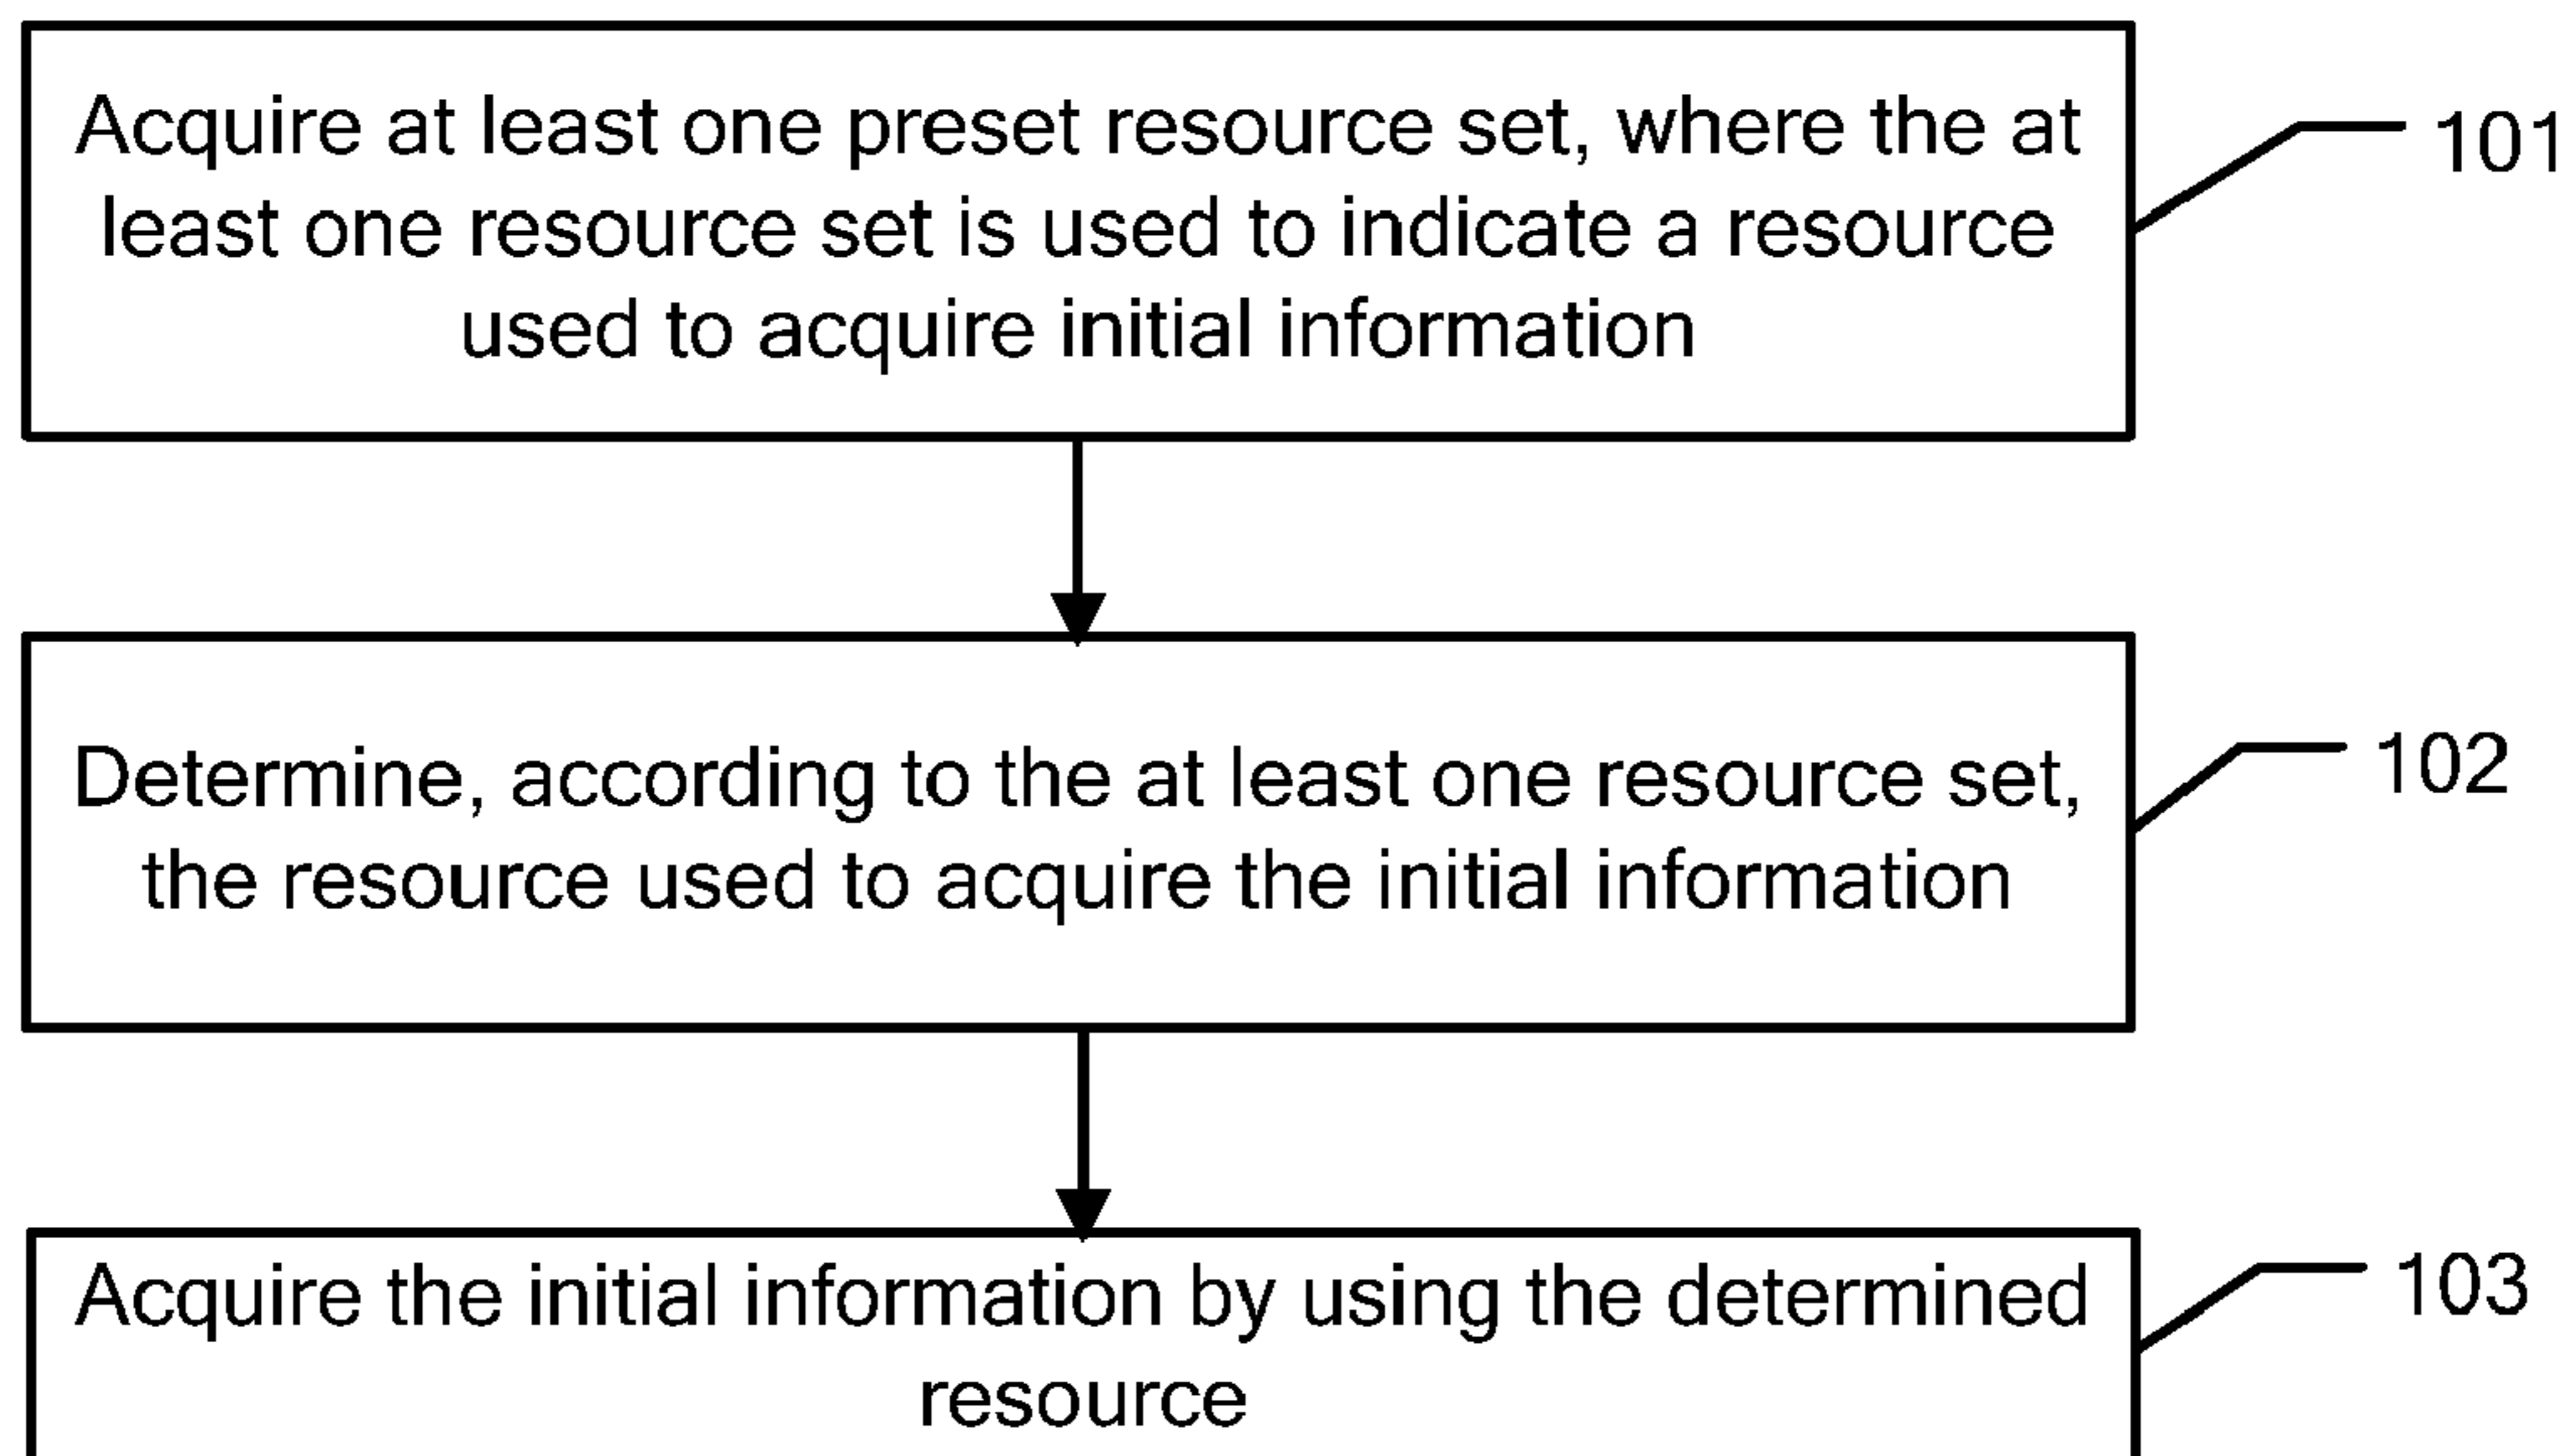 Acquire at least one preset resource set, where the at
least one resource set is used to indicate a resource
used to acquire initial information
101
Determine, according to the at least one resource set,
the resource used to acquire the initial information
102
Acquire the initial information by using the determined
resource
103